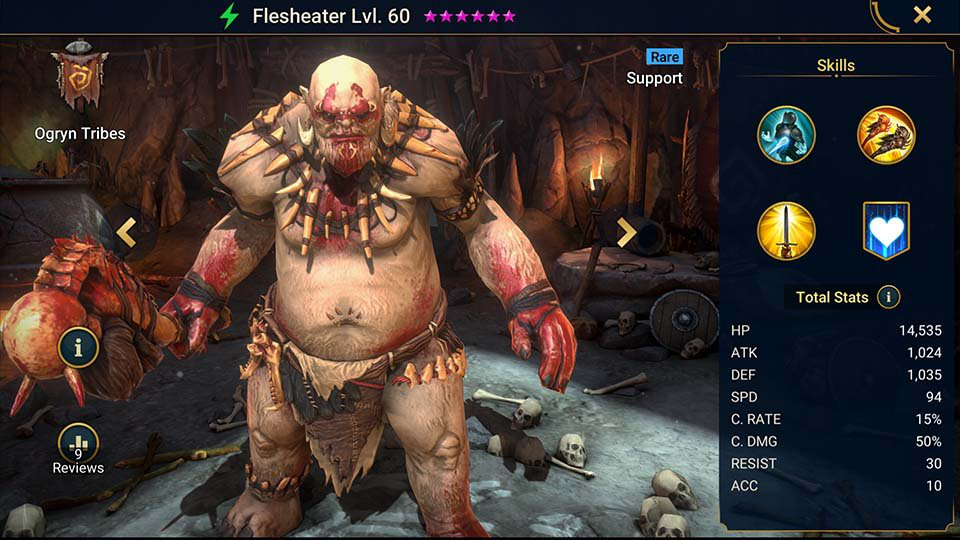 Flesheater Lvl. 60
Rare
Support
Ogryn Tribes
Skills
Total Stats i
HP 14,535
ATK 1,024
DEF 1,035
SPD 94
C. RATE 15%
C. DMG 50%
RESIST 30
ACC 10
i
9
Reviews